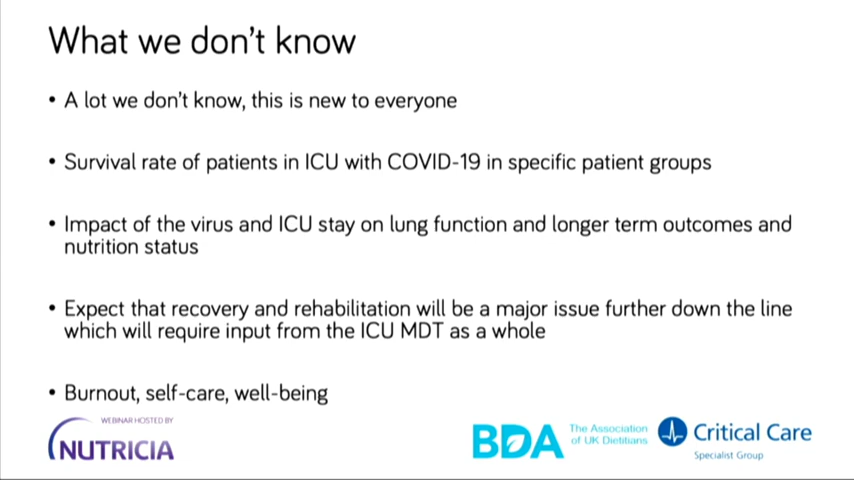 What we don't know
• A lot we don't know, this is new to everyone
• Survival rate of patients in ICU with COVID-19 in specific patient groups
• Impact of the virus and ICU stay on lung function and longer term outcomes and
nutrition status
• Expect that recovery and rehabilitation will be a major issue further down the line
which will require input from the ICU MDT as a whole
• Burnout, self-care, well-being
WEBINAR HOSTED BY
NUTRICIA
BDA
The Association
of UK Dietitians
Critical Care
Specialist Group